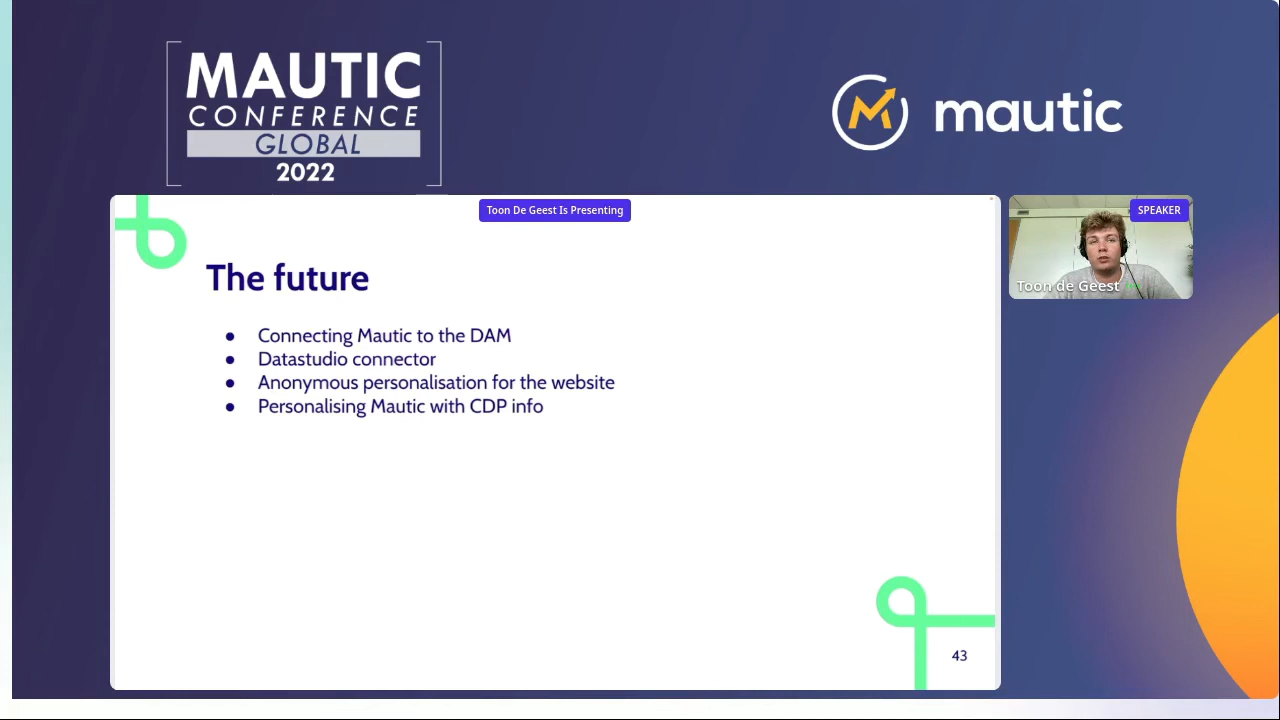 MAUTIC
CONFERENCE
GLOBAL
2022
mautic
Toon De Geest Is Presenting
SPEAKER
Toon de Geest
The future
● Connecting Mautic to the DAM
● Datastudio connector
● Anonymous personalisation for the website
● Personalising Mautic with CDP info
43